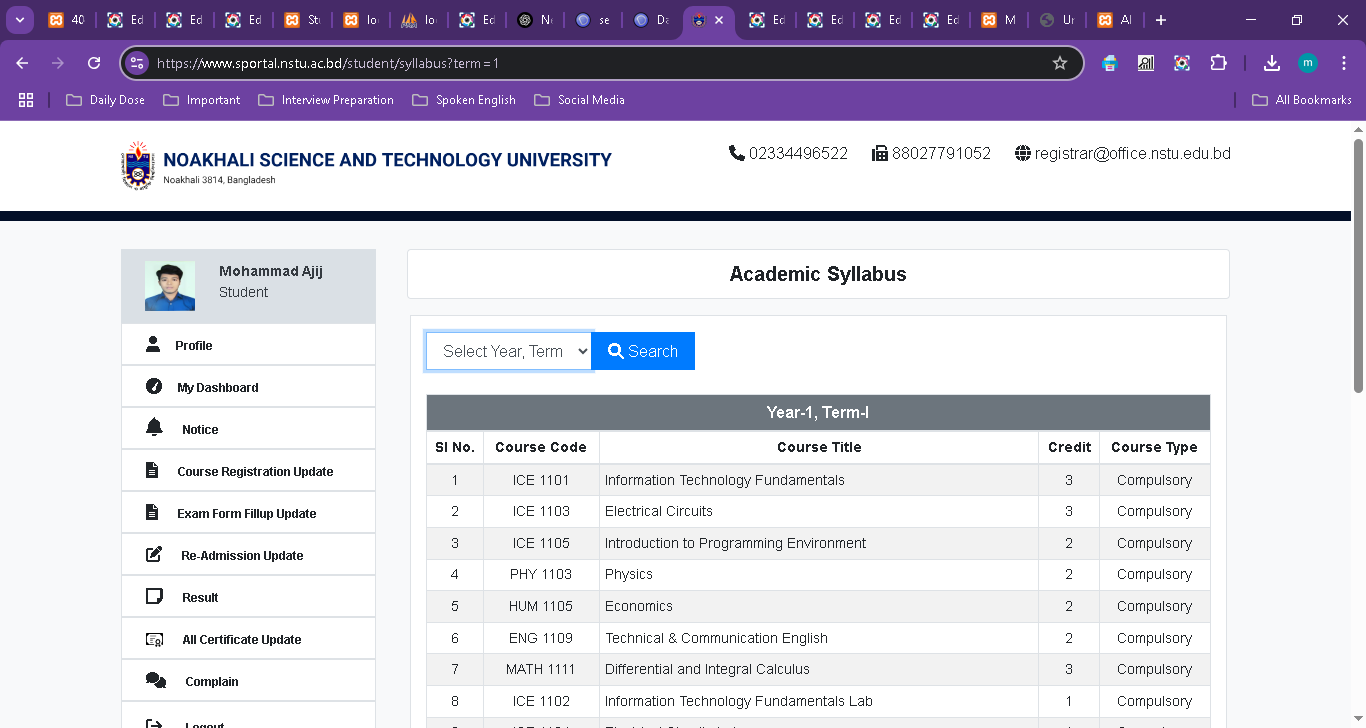 40
Ed
Ed
Ed
St
lo
lo
Ed
N
se
Da
Ed
Ed
Ed
Ed
M
Ur
Al
https://www.sportal.nstu.ac.bd/student/syllabus?term=1
m
Daily Dose
Important
Interview Preparation
Spoken English
Social Media
All Bookmarks
NOAKHALI SCIENCE AND TECHNOLOGY UNIVERSITY
Noakhali 3814, Bangladesh
02334496522
88027791052
registrar@office.nstu.edu.bd
Mohammad Ajij
Student
Profile
My Dashboard
Notice
Course Registration Update
Exam Form Fillup Update
Re-Admission Update
Result
All Certificate Update
Complain
Logout
Academic Syllabus
Select Year, Term
Search
Year-1, Term-I
Sl No. Course Code Course Title Credit Course Type
1 ICE 1101 Information Technology Fundamentals 3 Compulsory
2 ICE 1103 Electrical Circuits 3 Compulsory
3 ICE 1105 Introduction to Programming Environment 2 Compulsory
4 PHY 1103 Physics 2 Compulsory
5 HUM 1105 Economics 2 Compulsory
6 ENG 1109 Technical & Communication English 2 Compulsory
7 MATH 1111 Differential and Integral Calculus 3 Compulsory
8 ICE 1102 Information Technology Fundamentals Lab 1 Compulsory